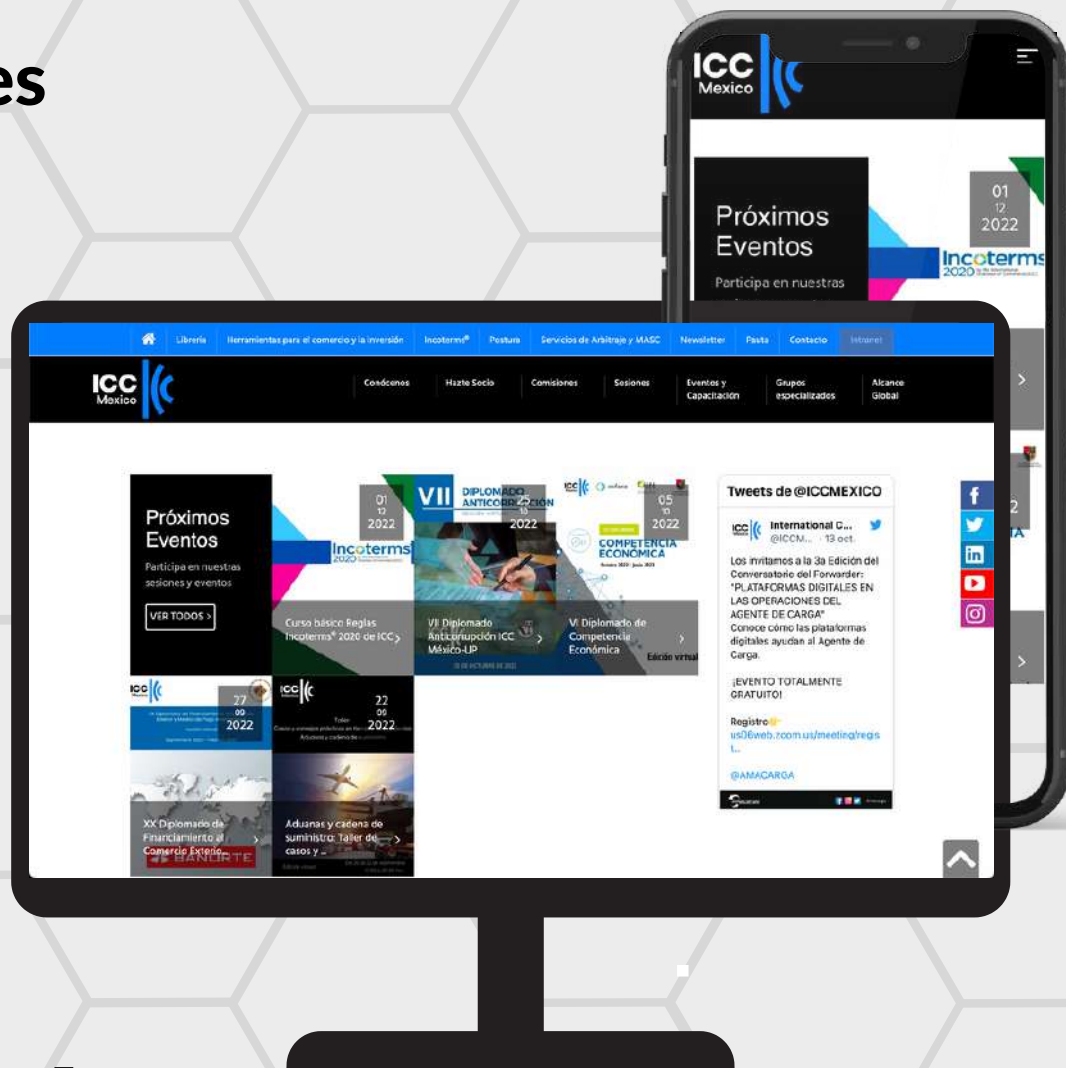 es
ICC
Mexico
Próximos
Eventos
Participa en nuestras
01
12
2022
Incoterms
2020
Librería
Herramientas para el comercio y la inversión
Incoterms®
Postura
Servicios de Arbitraje y MASC
Newsletter
Pauta
Contacto
Intranet
ICC
Mexico
Conócenos
Hazte Socio
Comisiones
Sesiones
Eventos y
Capacitación
Grupos
especializados
Alcance
Global
Próximos
Eventos
Participa en nuestras
sesiones y eventos
VER TODOS >
01
12
2022
Incoterms
2020
Curso básico Reglas
Incoterms® 2020 de ICC
VII
DIPLOMADO
ANTICORRUPCIÓN
25
10
2022
VII Diplomado
Anticorrupción ICC
México-UP
05
10
2022
COMPETENCIA
ECONÓMICA
VI Diplomado de
Competencia
Económica
Edición virtual
27
09
2022
XX Diplomado de
Financiamiento al
Comercio Exterio...
BANORTE
22
09
2022
Taller
Aduanas y cadena de
suministro: Taller de
casos y ...
Tweets de @ICCMEXICO
International C...
@ICCM... · 13 oct.
Los invitamos a la 3a Edición del
Conversatorio del Forwarder:
"PLATAFORMAS DIGITALES EN
LAS OPERACIONES DEL
AGENTE DE CARGA"
Conoce cómo las plataformas
digitales ayudan al Agente de
Carga.
¡EVENTO TOTALMENTE
GRATUITO!
Registro👉
us06web.zoom.us/meeting/regis
t...
@AMACARGA